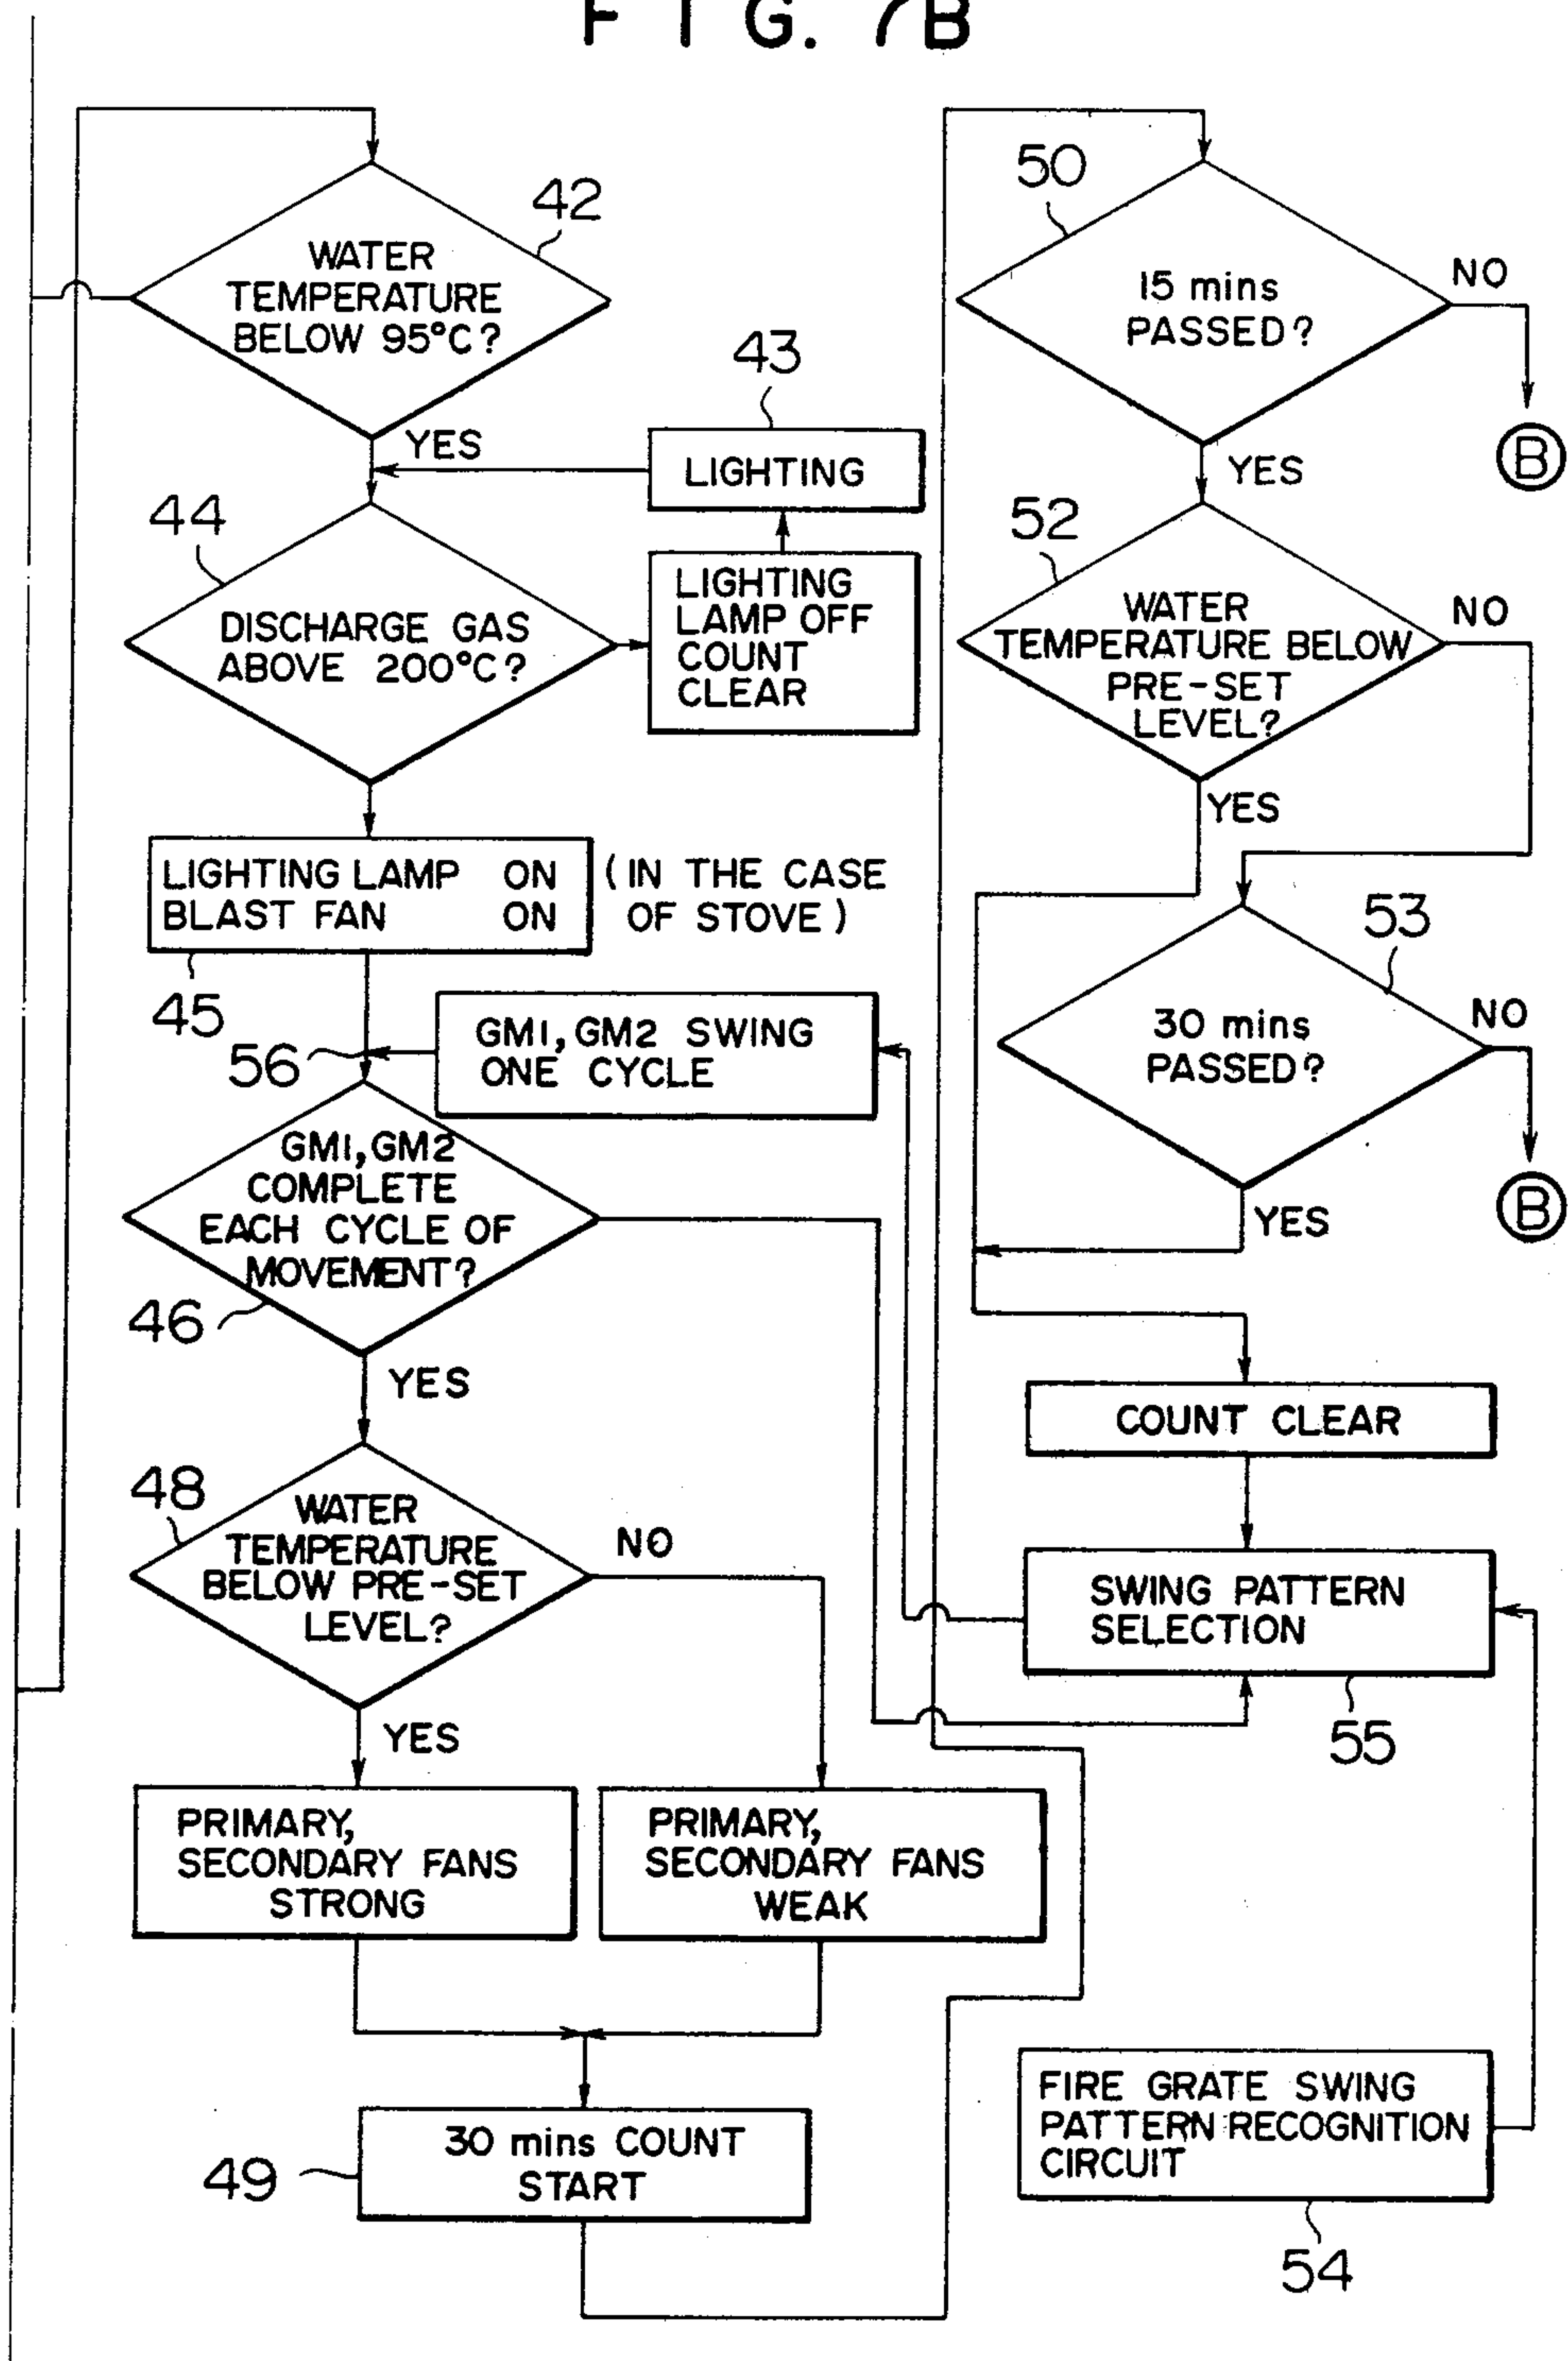 FIG. 7B
42
WATER
TEMPERATURE
BELOW 95°C?
YES
43
LIGHTING
44
DISCHARGE GAS
ABOVE 200°C?
LIGHTING
LAMP OFF
COUNT
CLEAR
LIGHTING LAMP ON (IN THE CASE
BLAST FAN ON OF STOVE)
45
56
GM1, GM2 SWING
ONE CYCLE
GM1, GM2
COMPLETE
EACH CYCLE OF
MOVEMENT?
46
YES
48
WATER
TEMPERATURE
BELOW PRE-SET
LEVEL?
NO
YES
PRIMARY,
SECONDARY FANS
STRONG
PRIMARY,
SECONDARY FANS
WEAK
30 mins COUNT
START
49
50
15 mins
PASSED?
NO
B
YES
52
WATER
TEMPERATURE BELOW
PRE-SET
LEVEL?
NO
YES
53
30 mins
PASSED?
NO
B
YES
COUNT CLEAR
SWING PATTERN
SELECTION
55
FIRE GRATE SWING
PATTERN RECOGNITION
CIRCUIT
54